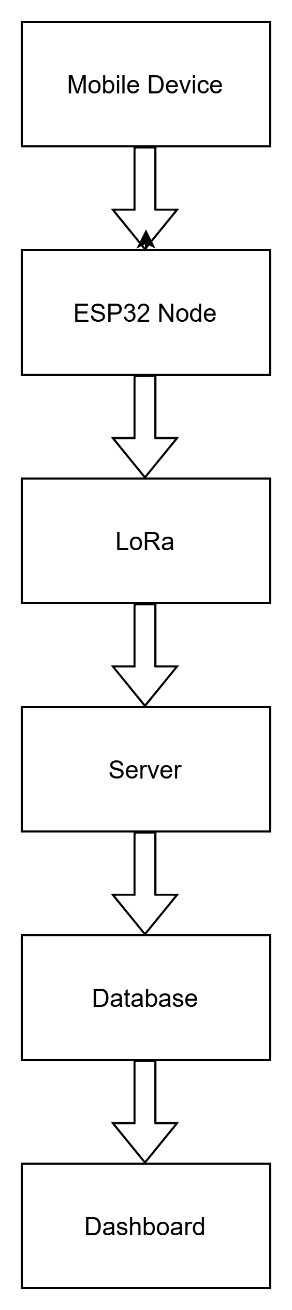 Mobile Device
ESP32 Node
LoRa
Server
Database
Dashboard